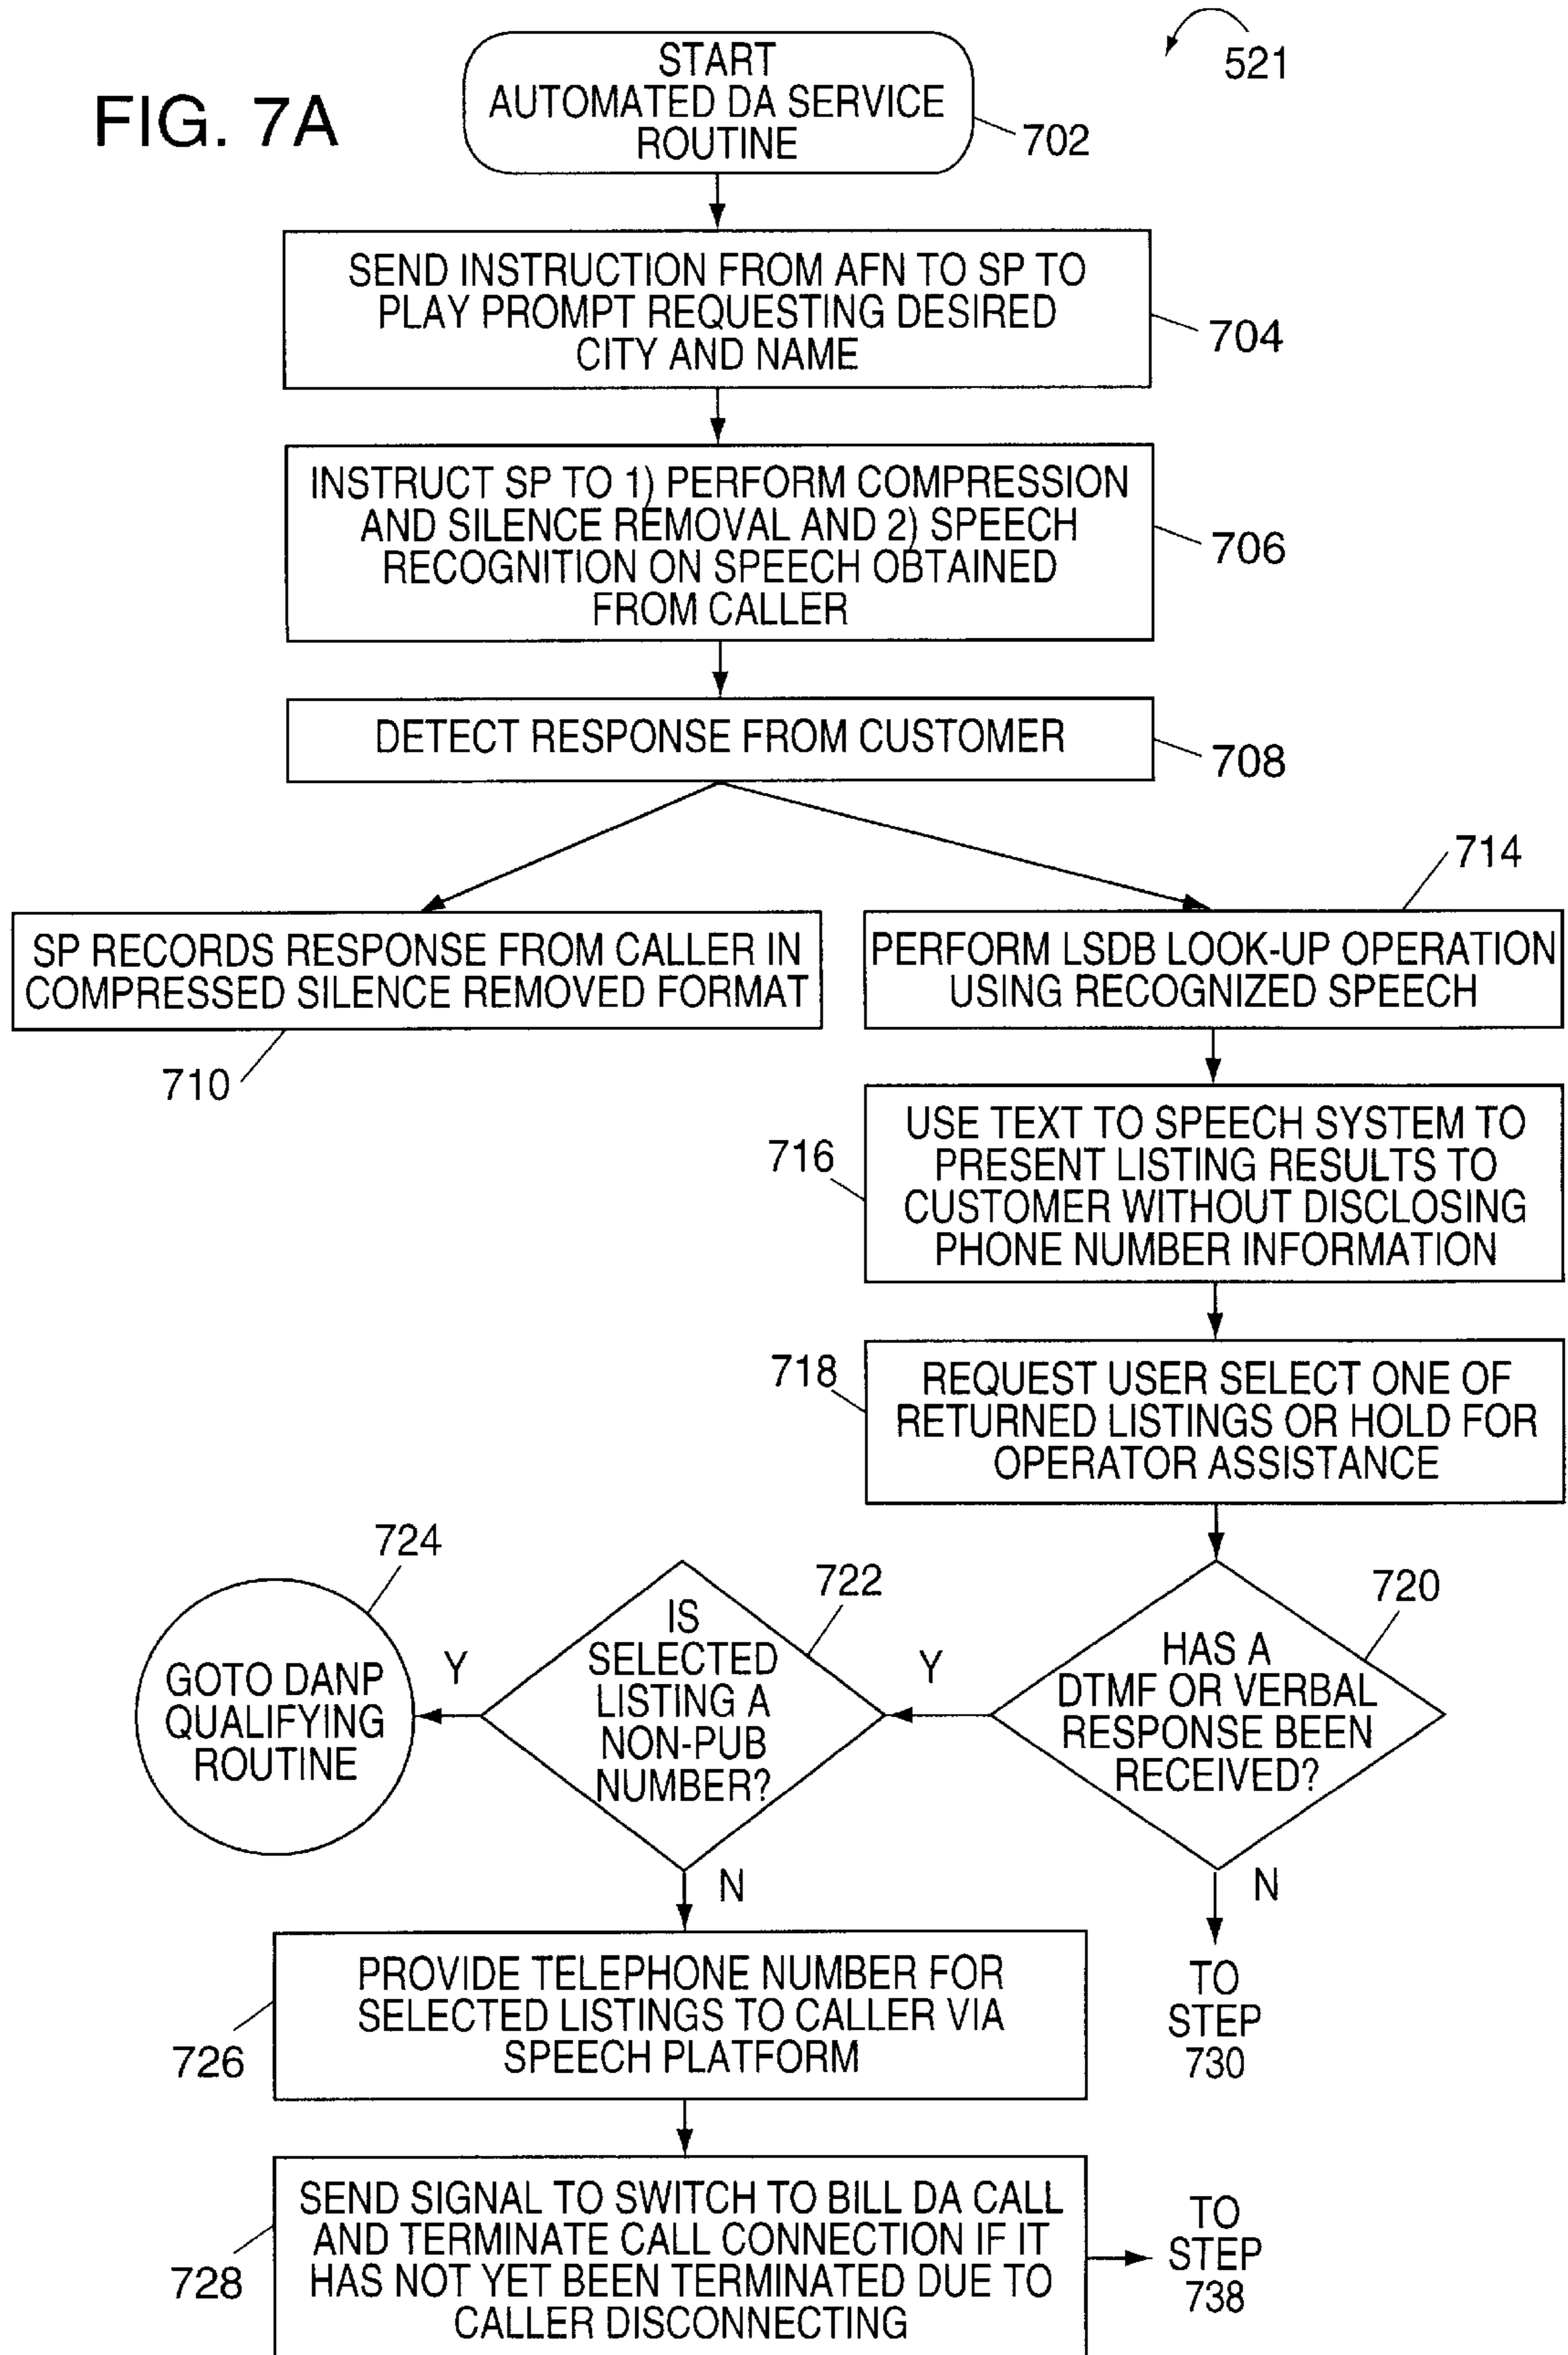 FIG. 7A
521
START
AUTOMATED DA SERVICE
ROUTINE
702
SEND INSTRUCTION FROM AFN TO SP TO
PLAY PROMPT REQUESTING DESIRED
CITY AND NAME
704
INSTRUCT SP TO 1) PERFORM COMPRESSION
AND SILENCE REMOVAL AND 2) SPEECH
RECOGNITION ON SPEECH OBTAINED
FROM CALLER
706
DETECT RESPONSE FROM CUSTOMER
708
SP RECORDS RESPONSE FROM CALLER IN
COMPRESSED SILENCE REMOVED FORMAT
710
714
PERFORM LSDB LOOK-UP OPERATION
USING RECOGNIZED SPEECH
716
USE TEXT TO SPEECH SYSTEM TO
PRESENT LISTING RESULTS TO
CUSTOMER WITHOUT DISCLOSING
PHONE NUMBER INFORMATION
718
REQUEST USER SELECT ONE OF
RETURNED LISTINGS OR HOLD FOR
OPERATOR ASSISTANCE
720
HAS A
DTMF OR VERBAL
RESPONSE BEEN
RECEIVED?
Y
N
TO
STEP
730
722
IS
SELECTED
LISTING A
NON-PUB
NUMBER?
Y
N
724
GOTO DANP
QUALIFYING
ROUTINE
PROVIDE TELEPHONE NUMBER FOR
SELECTED LISTINGS TO CALLER VIA
SPEECH PLATFORM
726
SEND SIGNAL TO SWITCH TO BILL DA CALL
AND TERMINATE CALL CONNECTION IF IT
HAS NOT YET BEEN TERMINATED DUE TO
CALLER DISCONNECTING
728
TO
STEP
738